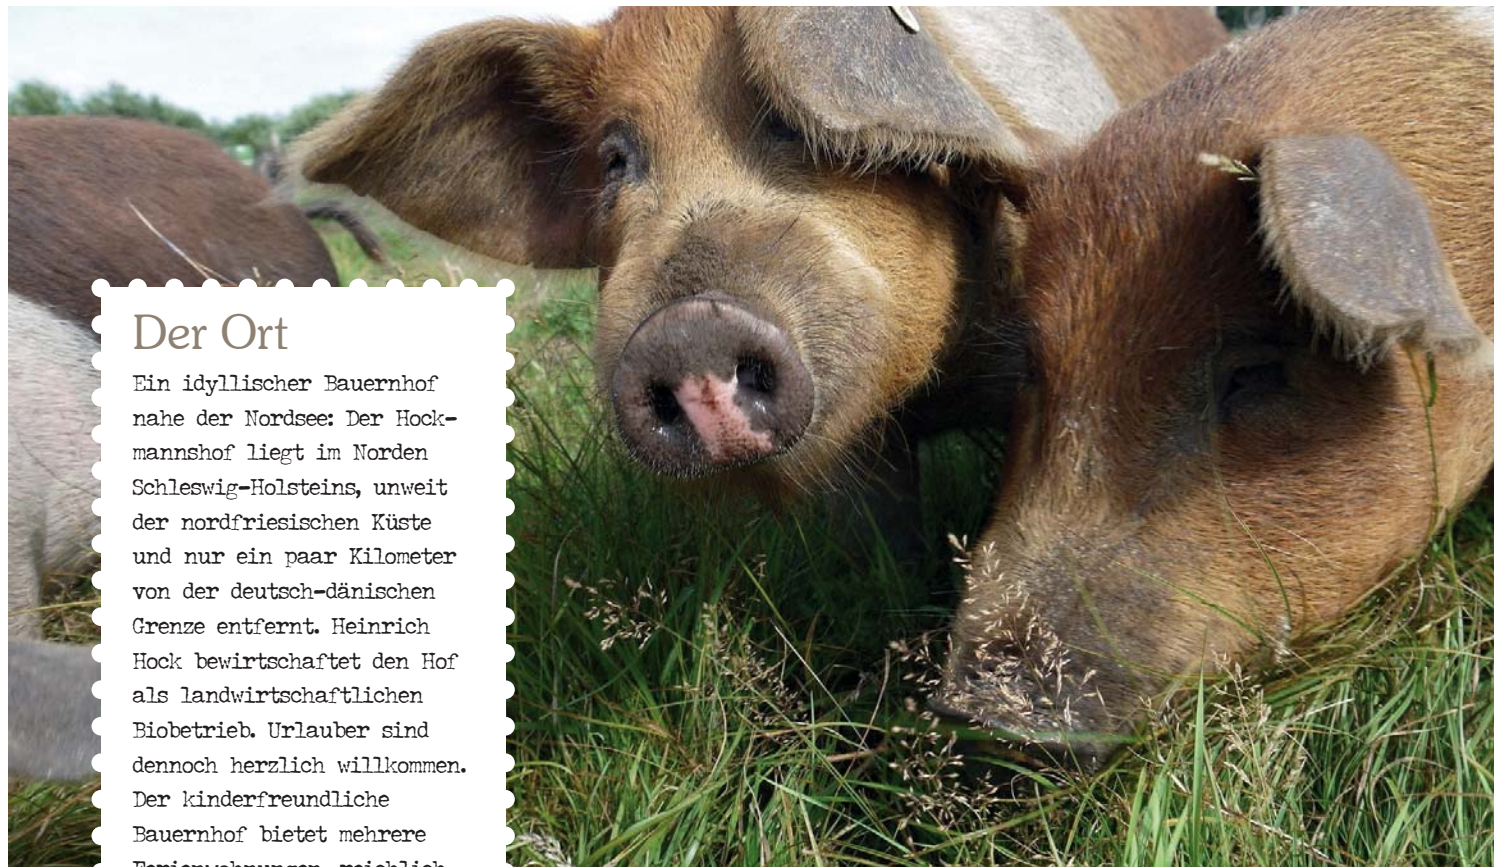 Der Ort
Ein idyllischer Bauernhof
nahe der Nordsee: Der Hock-
mannshof liegt im Norden
Schleswig-Holsteins, unweit
der nordfriesischen Küste
und nur ein paar Kilometer
von der deutsch-dänischen
Grenze entfernt. Heinrich
Hock bewirtschaftet den Hof
als landwirtschaftlichen
Biobetrieb. Urlauber sind
dennoch herzlich willkommen.
Der kinderfreundliche
Bauernhof bietet mehrere
Ferienwohnungen, reichlich